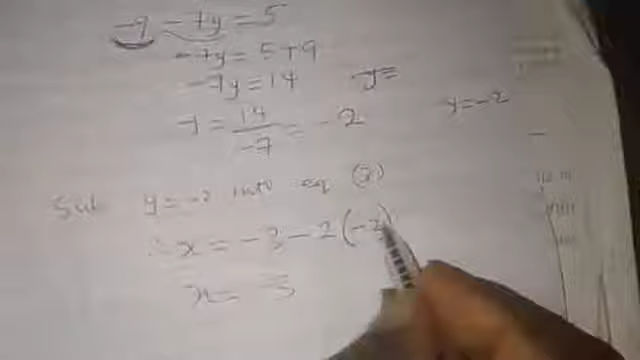 -9 - 7y = 5
-7y = 5+9
-7y = 14 y=
y = 14/-7 = -2 y=-2
Sub y=-2 into eq (3)
∴ x = -3 - 2(-2)
x =